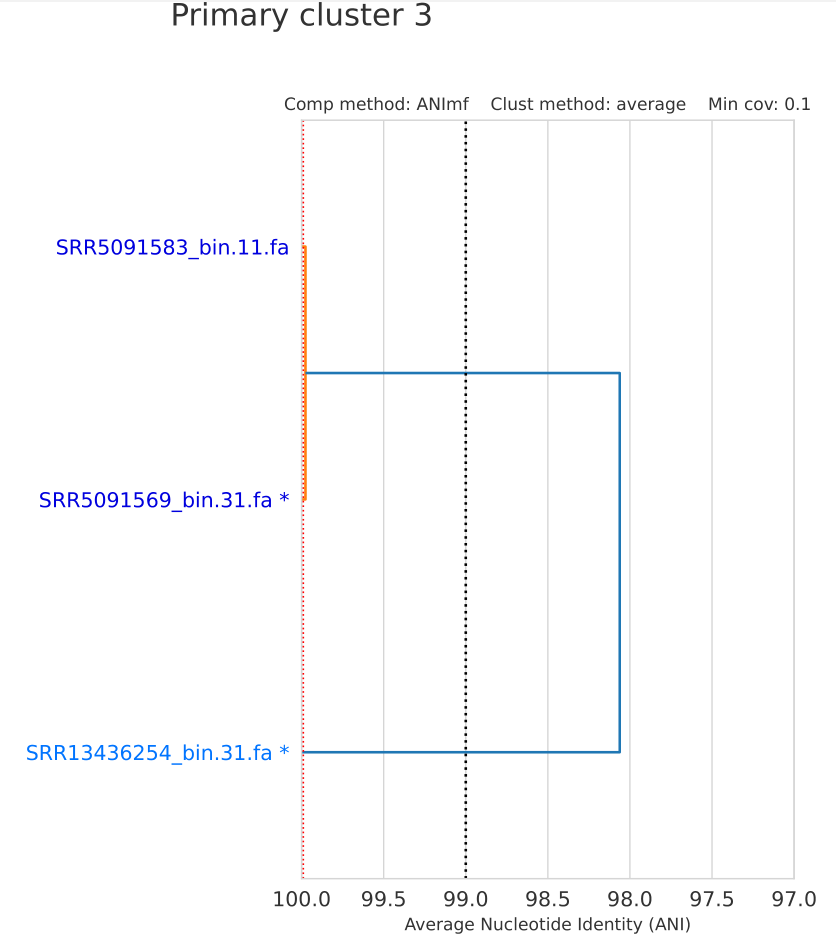 Primary cluster 3
Comp method: ANImf    Clust method: average    Min cov: 0.1
SRR5091583_bin.11.fa
SRR5091569_bin.31.fa *
SRR13436254_bin.31.fa *
100.0 99.5 99.0 98.5 98.0 97.5 97.0
Average Nucleotide Identity (ANI)